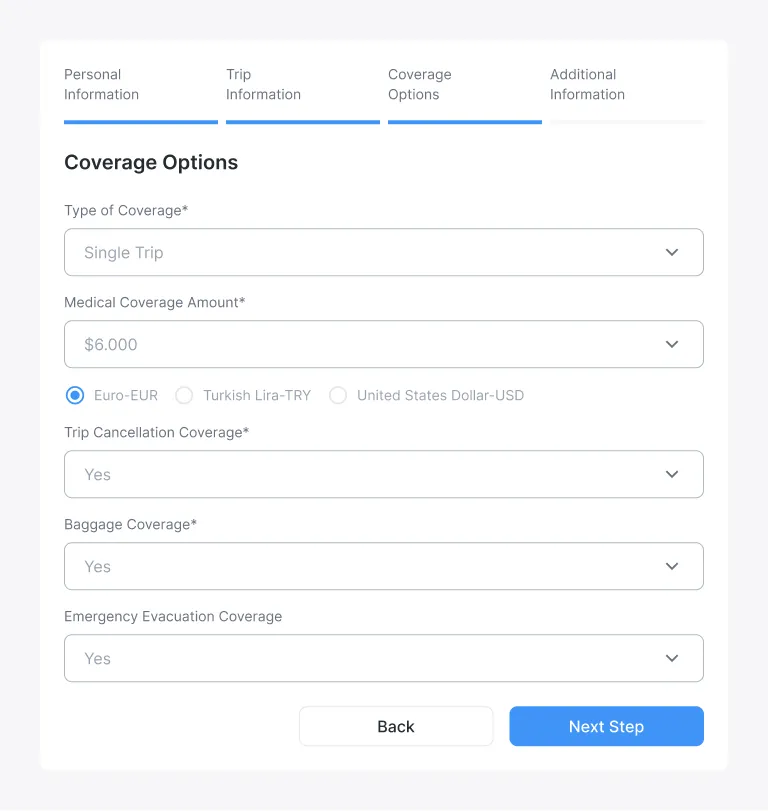 Personal
Information
Trip
Information
Coverage
Options
Additional
Information
Coverage Options
Type of Coverage*
Single Trip
Medical Coverage Amount*
$6.000
Euro-EUR Turkish Lira-TRY United States Dollar-USD
Trip Cancellation Coverage*
Yes
Baggage Coverage*
Yes
Emergency Evacuation Coverage
Yes
Back Next Step